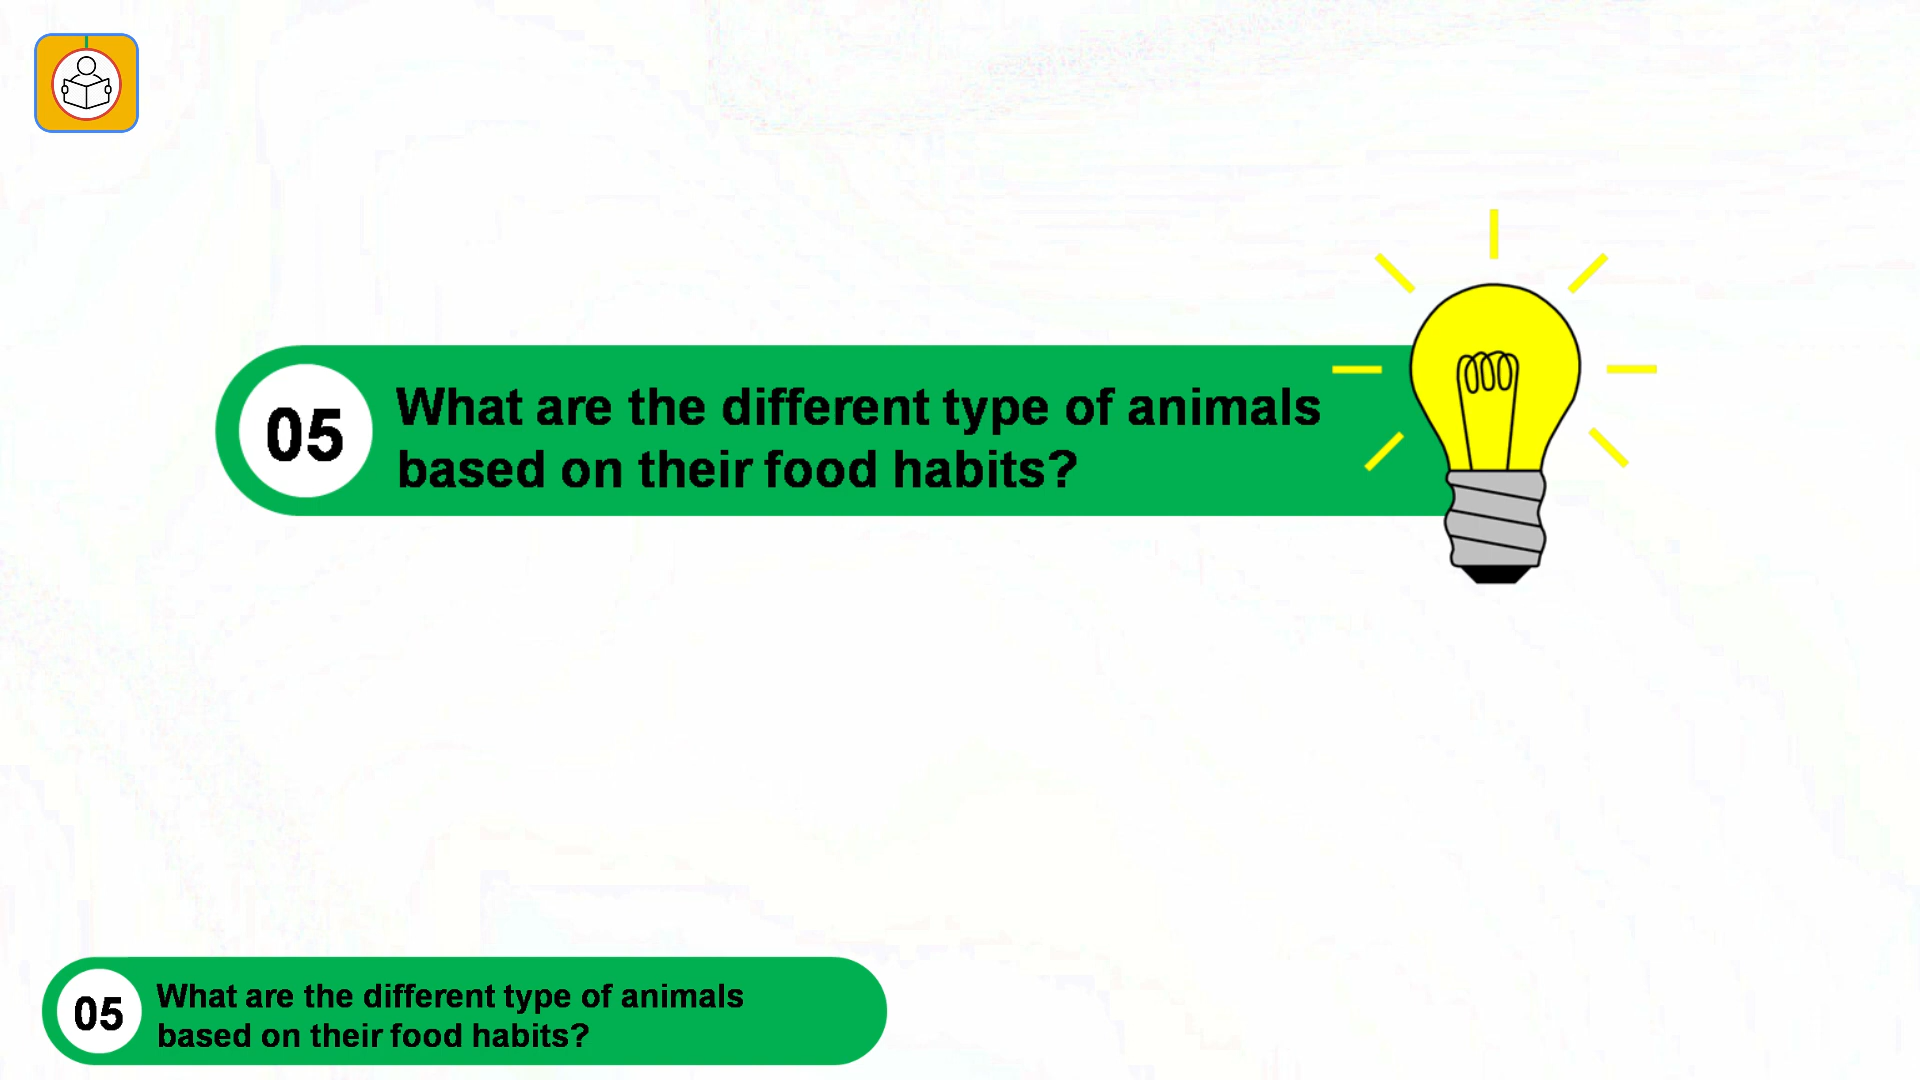 05
What are the different type of animals
based on their food habits?
05
What are the different type of animals
based on their food habits?